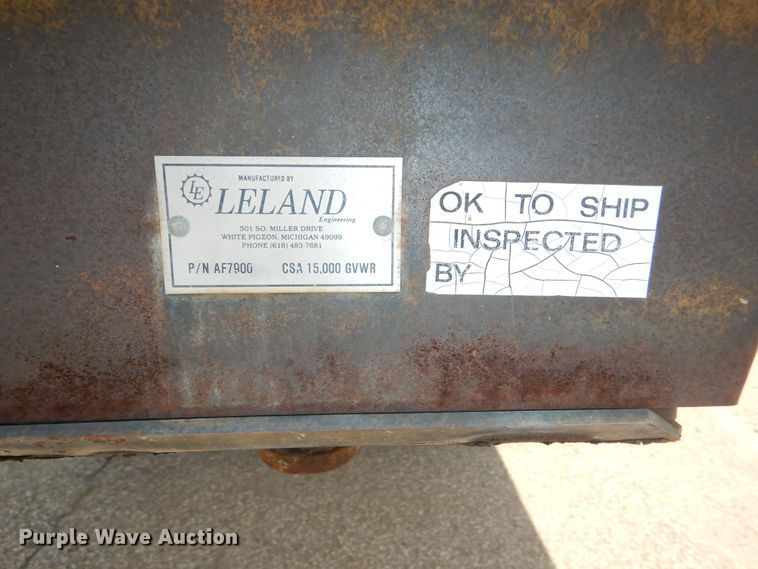 MANUFACTURED BY
LE LELAND
Engineering
501 SO. MILLER DRIVE
WHITE PIGEON, MICHIGAN 49099
PHONE (616) 483-7681
P/N AF7900 CSA 15,000 GVWR
OK TO SHIP
INSPECTED
BY
Purple Wave Auction